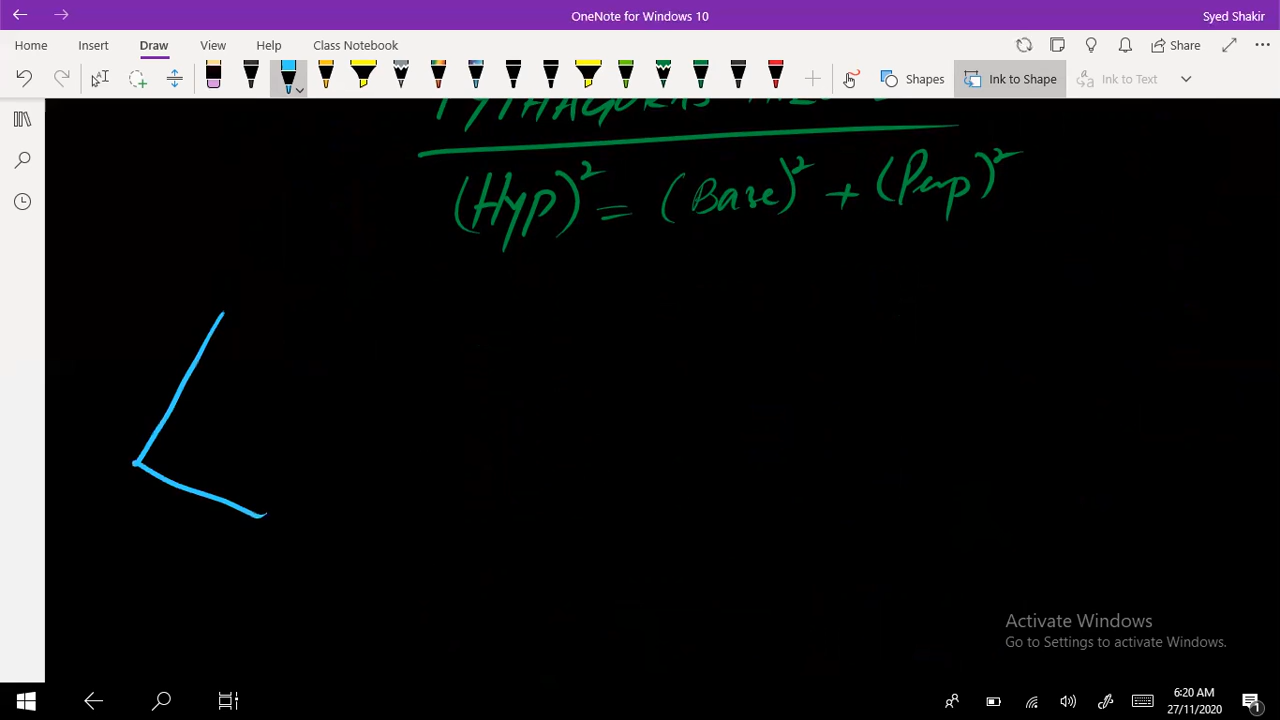 OneNote for Windows 10
Syed Shakir
Home Insert Draw View Help Class Notebook Share
Shapes Ink to Shape Ink to Text
(Hyp)² = (Base)² + (Perp)²
Activate Windows
Go to Settings to activate Windows.
6:20 AM
27/11/2020
1